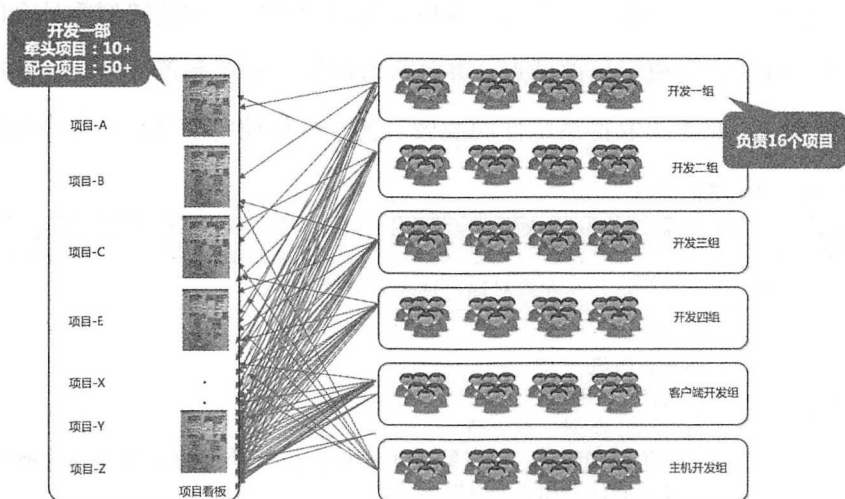 开发一部
牵头项目：10+
配合项目：50+
项目-A
项目-B
项目-C
项目-E
项目-X
项目-Y
项目-Z
项目看板
开发一组
负责16个项目
开发二组
开发三组
开发四组
客户端开发组
主机开发组